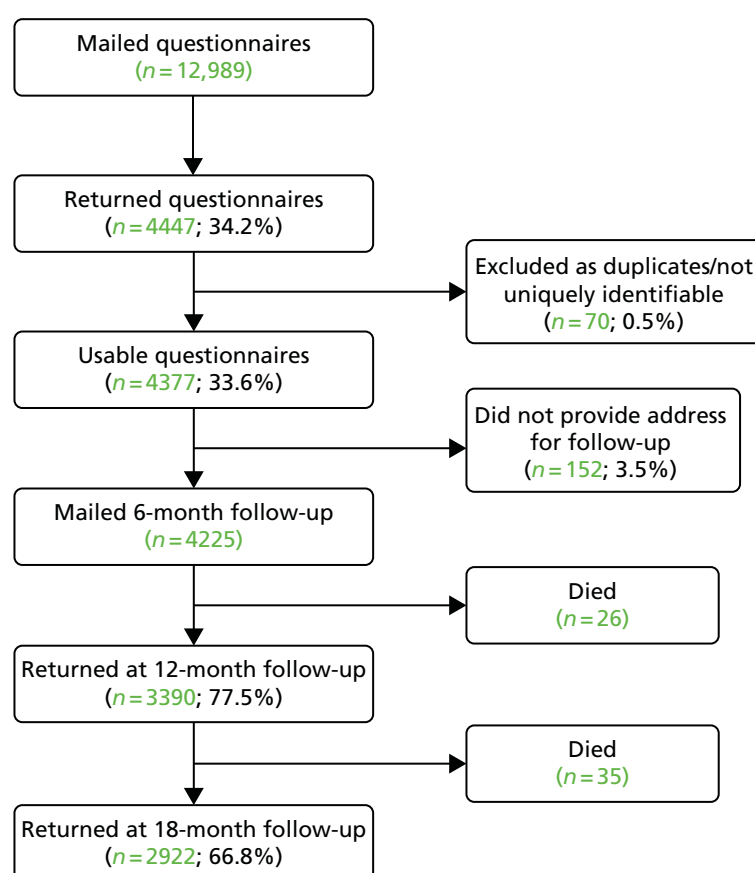 Mailed questionnaires
(n = 12,989)
Returned questionnaires
(n = 4447; 34.2%)
Excluded as duplicates/not
uniquely identifiable
(n = 70; 0.5%)
Usable questionnaires
(n = 4377; 33.6%)
Did not provide address
for follow-up
(n = 152; 3.5%)
Mailed 6-month follow-up
(n = 4225)
Died
(n = 26)
Returned at 12-month follow-up
(n = 3390; 77.5%)
Died
(n = 35)
Returned at 18-month follow-up
(n = 2922; 66.8%)